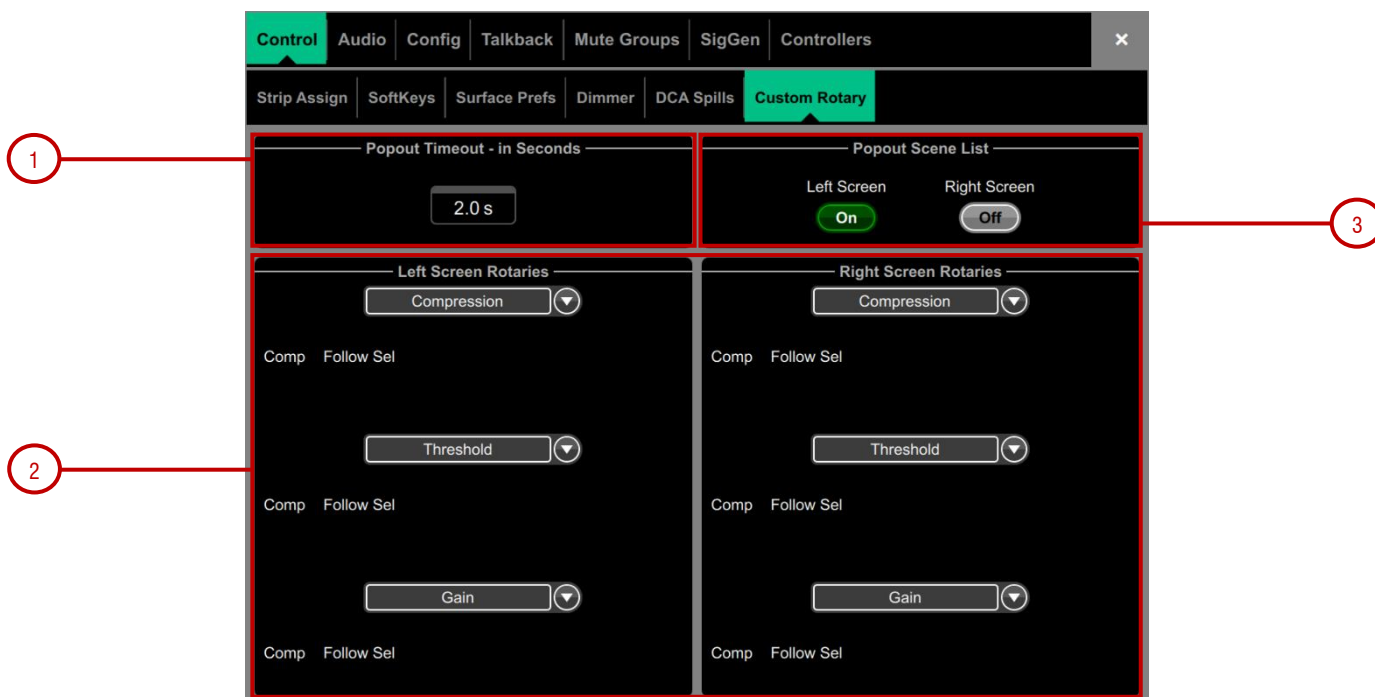 Control Audio Config Talkback Mute Groups SigGen Controllers ×
Strip Assign SoftKeys Surface Prefs Dimmer DCA Spills Custom Rotary
1
Popout Timeout - in Seconds
2.0 s
Popout Scene List
Left Screen Right Screen
On Off
3
2
Left Screen Rotaries
Compression
Comp Follow Sel
Threshold
Comp Follow Sel
Gain
Comp Follow Sel
Right Screen Rotaries
Compression
Comp Follow Sel
Threshold
Comp Follow Sel
Gain
Comp Follow Sel